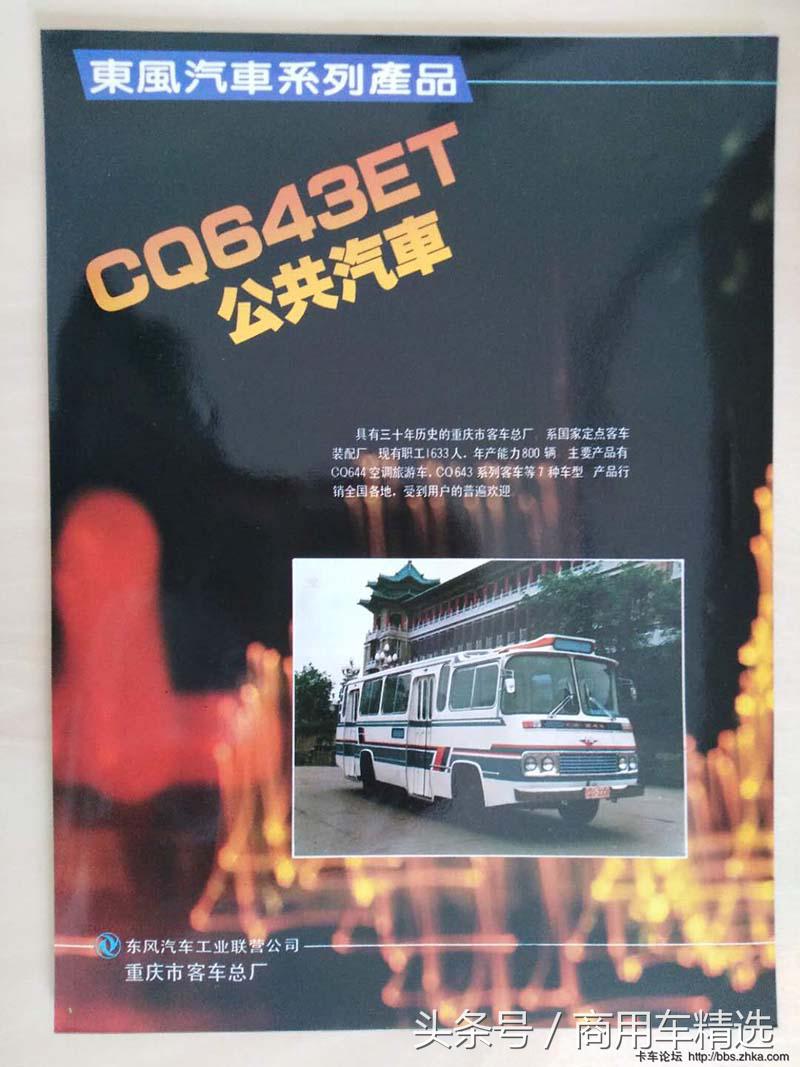 東風汽車系列產品
CQ643ET
公共汽車
具有三十年历史的重庆市客车总厂 系国家定点客车
装配厂 现有职工1633人,年产能力800辆 主要产品有
CQ644空调旅游车,CQ643系列客车等7种车型 产品行
销全国各地,受到用户的普遍欢迎
东风汽车工业联营公司
重庆市客车总厂
头条号 / 商用车精选
卡车论坛 http://bbs.zhka.com